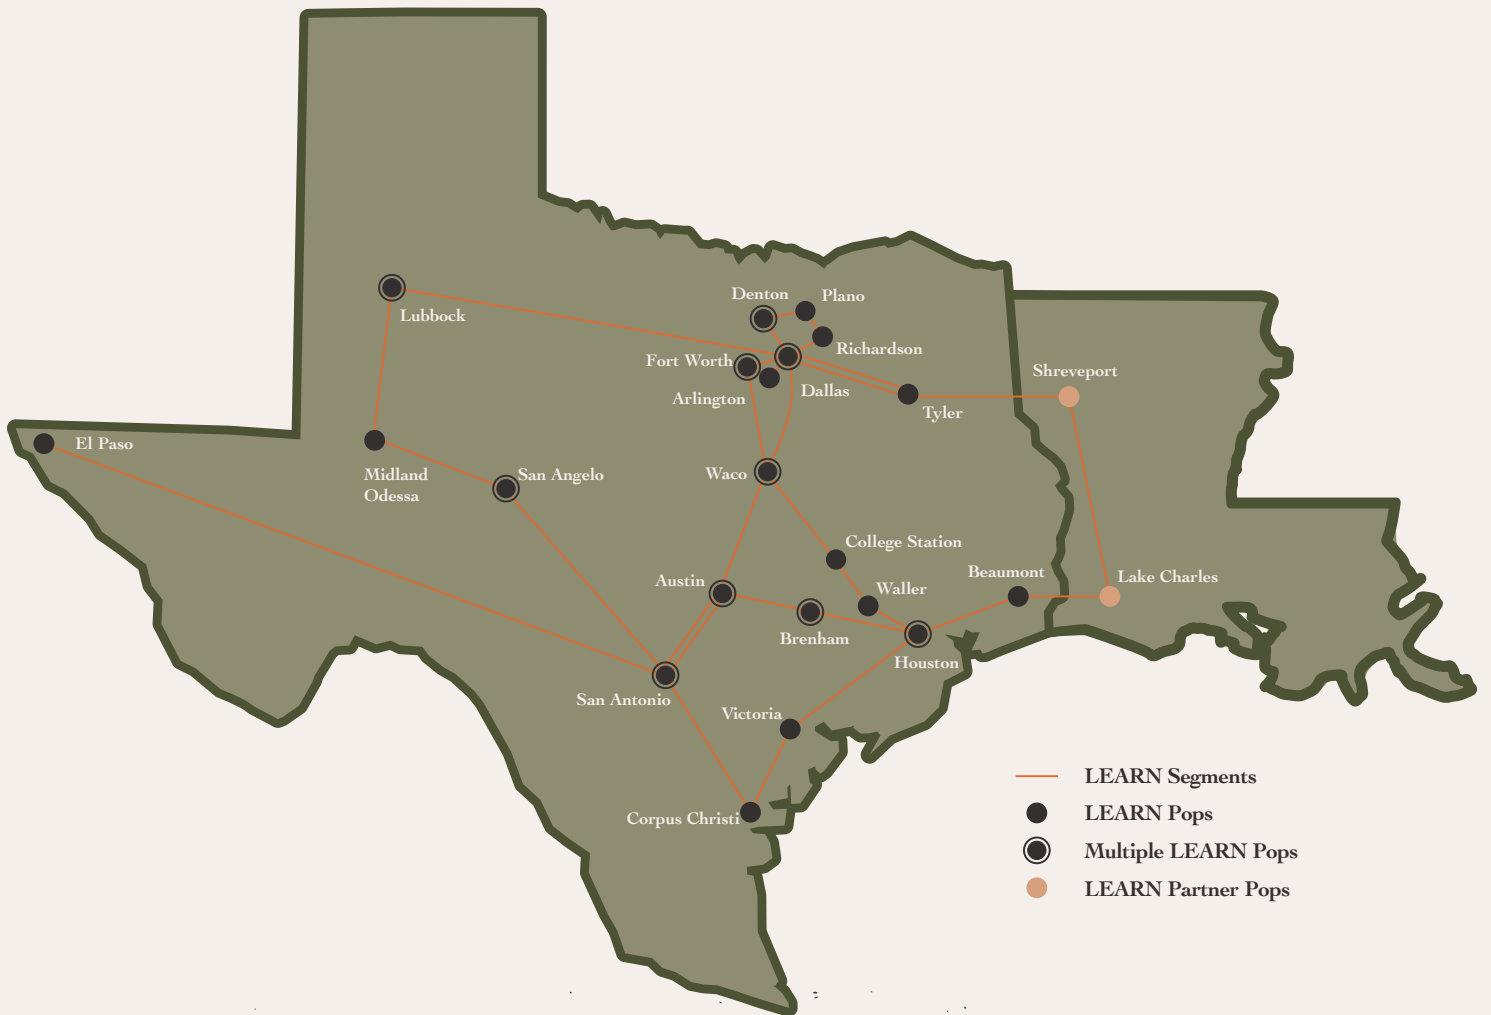 Denton
Plano
Lubbock
Richardson
Fort Worth
Shreveport
Dallas
Arlington
Tyler
El Paso
Midland
Odessa
San Angelo
Waco
College Station
Beaumont
Lake Charles
Austin
Waller
Brenham
Houston
San Antonio
Victoria
Corpus Christi
LEARN Segments
LEARN Pops
Multiple LEARN Pops
LEARN Partner Pops